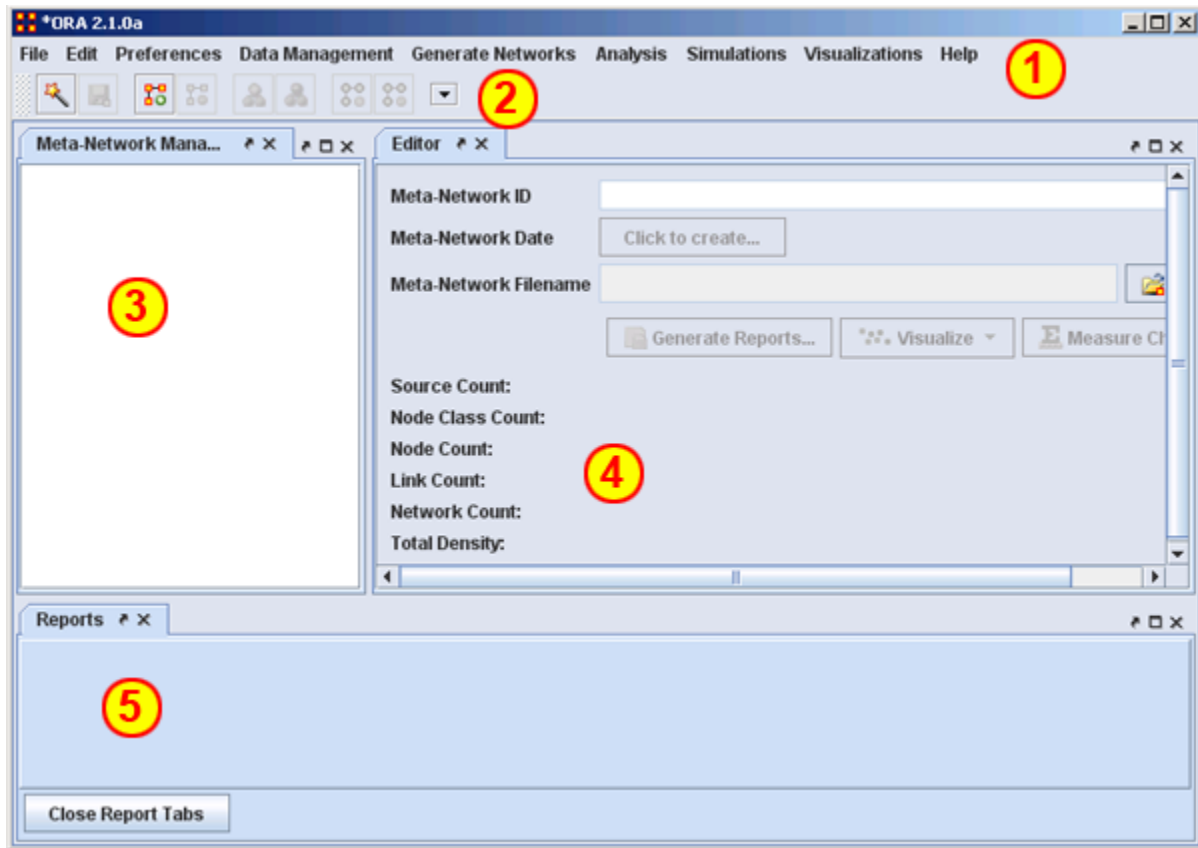 *ORA 2.1.0a
File Edit Preferences Data Management Generate Networks Analysis Simulations Visualizations Help
1
2
Meta-Network Mana...
Editor
Meta-Network ID
Meta-Network Date Click to create...
Meta-Network Filename
3
Generate Reports... Visualize Σ Measure Ch
Source Count:
Node Class Count:
Node Count:
4
Link Count:
Network Count:
Total Density:
Reports
5
Close Report Tabs